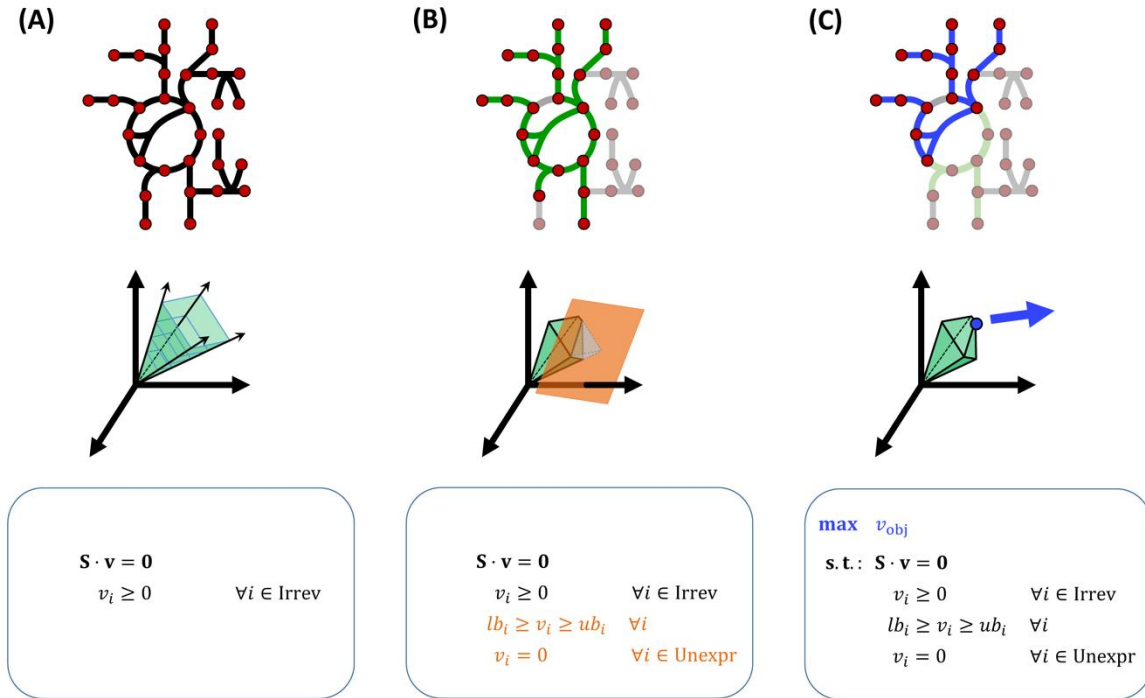 (A)
(B)
(C)
S · v = 0
v_i ≥ 0 ∀i ∈ Irrev
S · v = 0
v_i ≥ 0 ∀i ∈ Irrev
lb_i ≥ v_i ≥ ub_i ∀i
v_i = 0 ∀i ∈ Unexpr
max v_obj
s.t.: S · v = 0
v_i ≥ 0 ∀i ∈ Irrev
lb_i ≥ v_i ≥ ub_i ∀i
v_i = 0 ∀i ∈ Unexpr